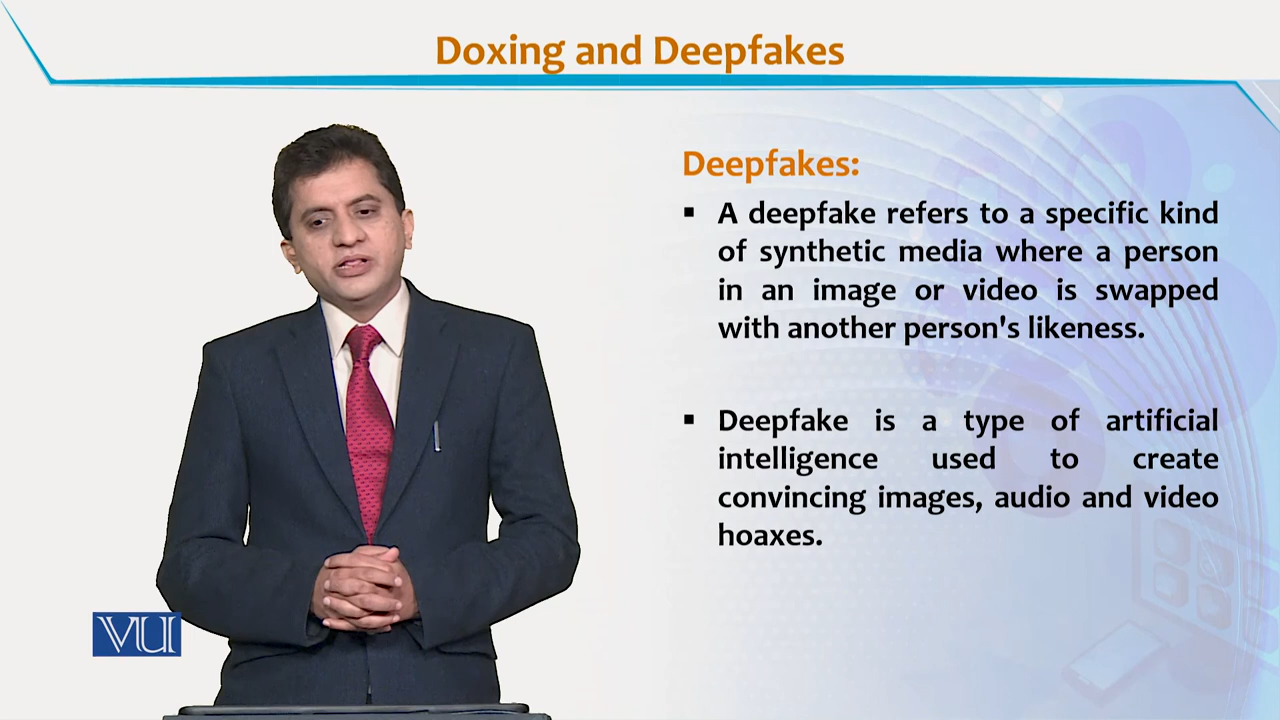 Doxing and Deepfakes
Deepfakes:
▪ A deepfake refers to a specific kind
of synthetic media where a person
in an image or video is swapped
with another person's likeness.
▪ Deepfake is a type of artificial
intelligence used to create
convincing images, audio and video
hoaxes.
VU